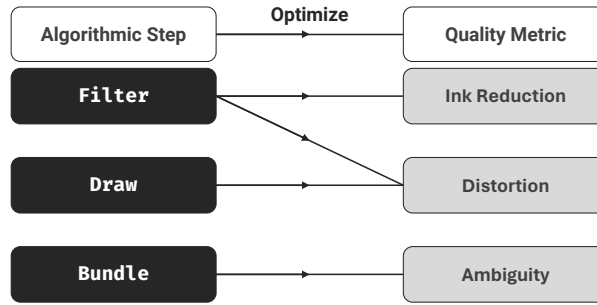 Optimize
Algorithmic Step
Quality Metric
Filter
Ink Reduction
Draw
Distortion
Bundle
Ambiguity